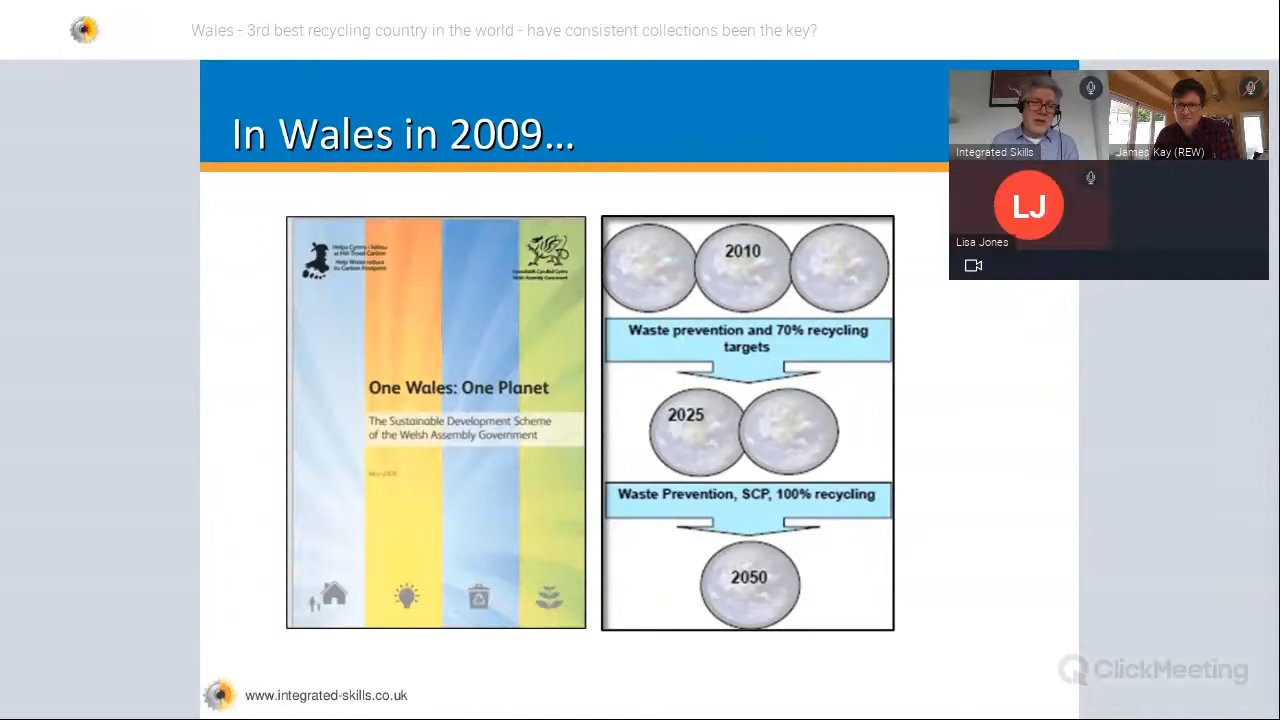 Wales - 3rd best recycling country in the world - have consistent collections been the key?
In Wales in 2009...
Integrated Skills
James Kay (REW)
LJ
Lisa Jones
One Wales: One Planet
The Sustainable Development Scheme
of the Welsh Assembly Government
2010
Waste prevention and 70% recycling
targets
2025
Waste Prevention, SCP, 100% recycling
2050
www.integrated-skills.co.uk
ClickMeeting